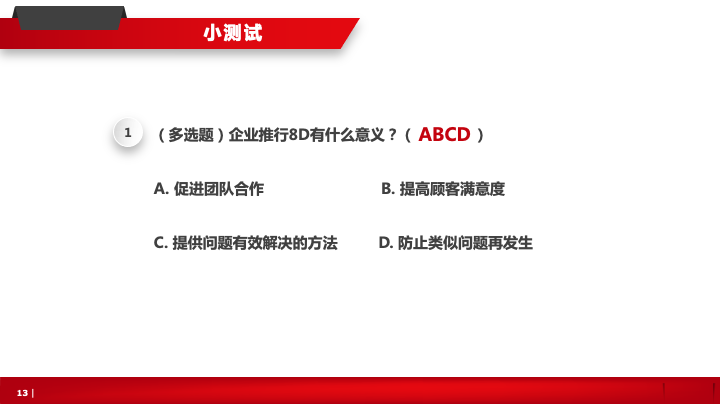 小测试
1
（多选题）企业推行8D有什么意义？（ ABCD ）
A. 促进团队合作 B. 提高顾客满意度
C. 提供问题有效解决的方法 D. 防止类似问题再发生
13 |